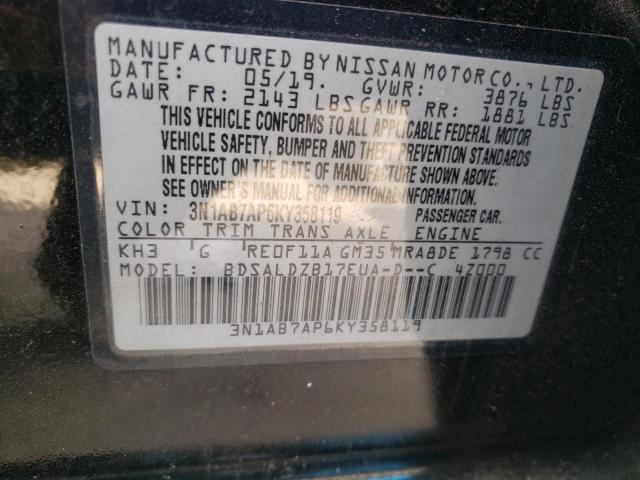 MANUFACTURED BY NISSAN MOTOR CO., LTD.
DATE: 05/19. GVWR: 3876 LBS
GAWR FR: 2143 LBS GAWR RR: 1881 LBS
THIS VEHICLE CONFORMS TO ALL APPLICABLE FEDERAL MOTOR
VEHICLE SAFETY, BUMPER AND THEFT PREVENTION STANDARDS
IN EFFECT ON THE DATE OF MANUFACTURE SHOWN ABOVE.
SEE OWNER'S MANUAL FOR ADDITIONAL INFORMATION.
VIN: 3N1AB7AP6KY358119 PASSENGER CAR.
COLOR TRIM TRANS AXLE ENGINE
KH3 G RE0F11A GM35 MRA8DE 1798 CC
MODEL: BDSALDZB17EUA-D--C 4Z000
3N1AB7AP6KY358119